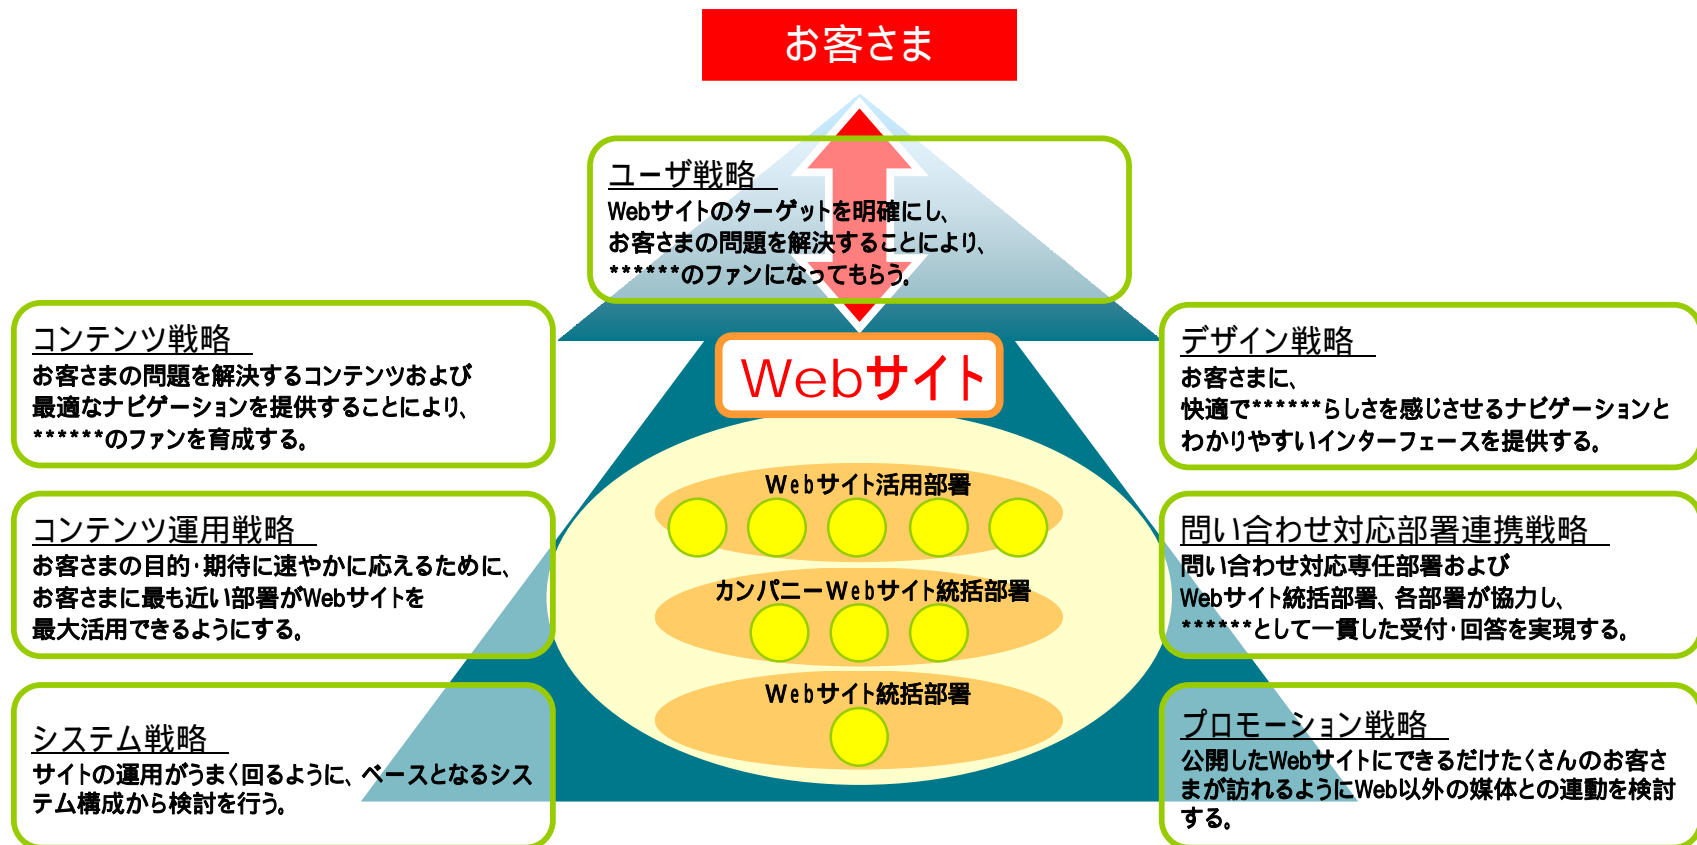 お客さま
ユーザ戦略
Webサイトのターゲットを明確にし、
お客さまの問題を解決することにより、
******のファンになってもらう。
コンテンツ戦略
お客さまの問題を解決するコンテンツおよび
最適なナビゲーションを提供することにより、
******のファンを育成する。
デザイン戦略
お客さまに、
快適で******らしさを感じさせるナビゲーションと
わかりやすいインターフェースを提供する。
Webサイト
Webサイト活用部署
カンパニーWebサイト統括部署
Webサイト統括部署
コンテンツ運用戦略
お客さまの目的・期待に速やかに応えるために、
お客さまに最も近い部署がWebサイトを
最大活用できるようにする。
問い合わせ対応部署連携戦略
問い合わせ対応専任部署および
Webサイト統括部署、各部署が協力し、
******として一貫した受付・回答を実現する。
システム戦略
サイトの運用がうまく回るように、ベースとなるシス
テム構成から検討を行う。
プロモーション戦略
公開したWebサイトにできるだけたくさんのお客さ
まが訪れるようにWeb以外の媒体との連動を検討
する。